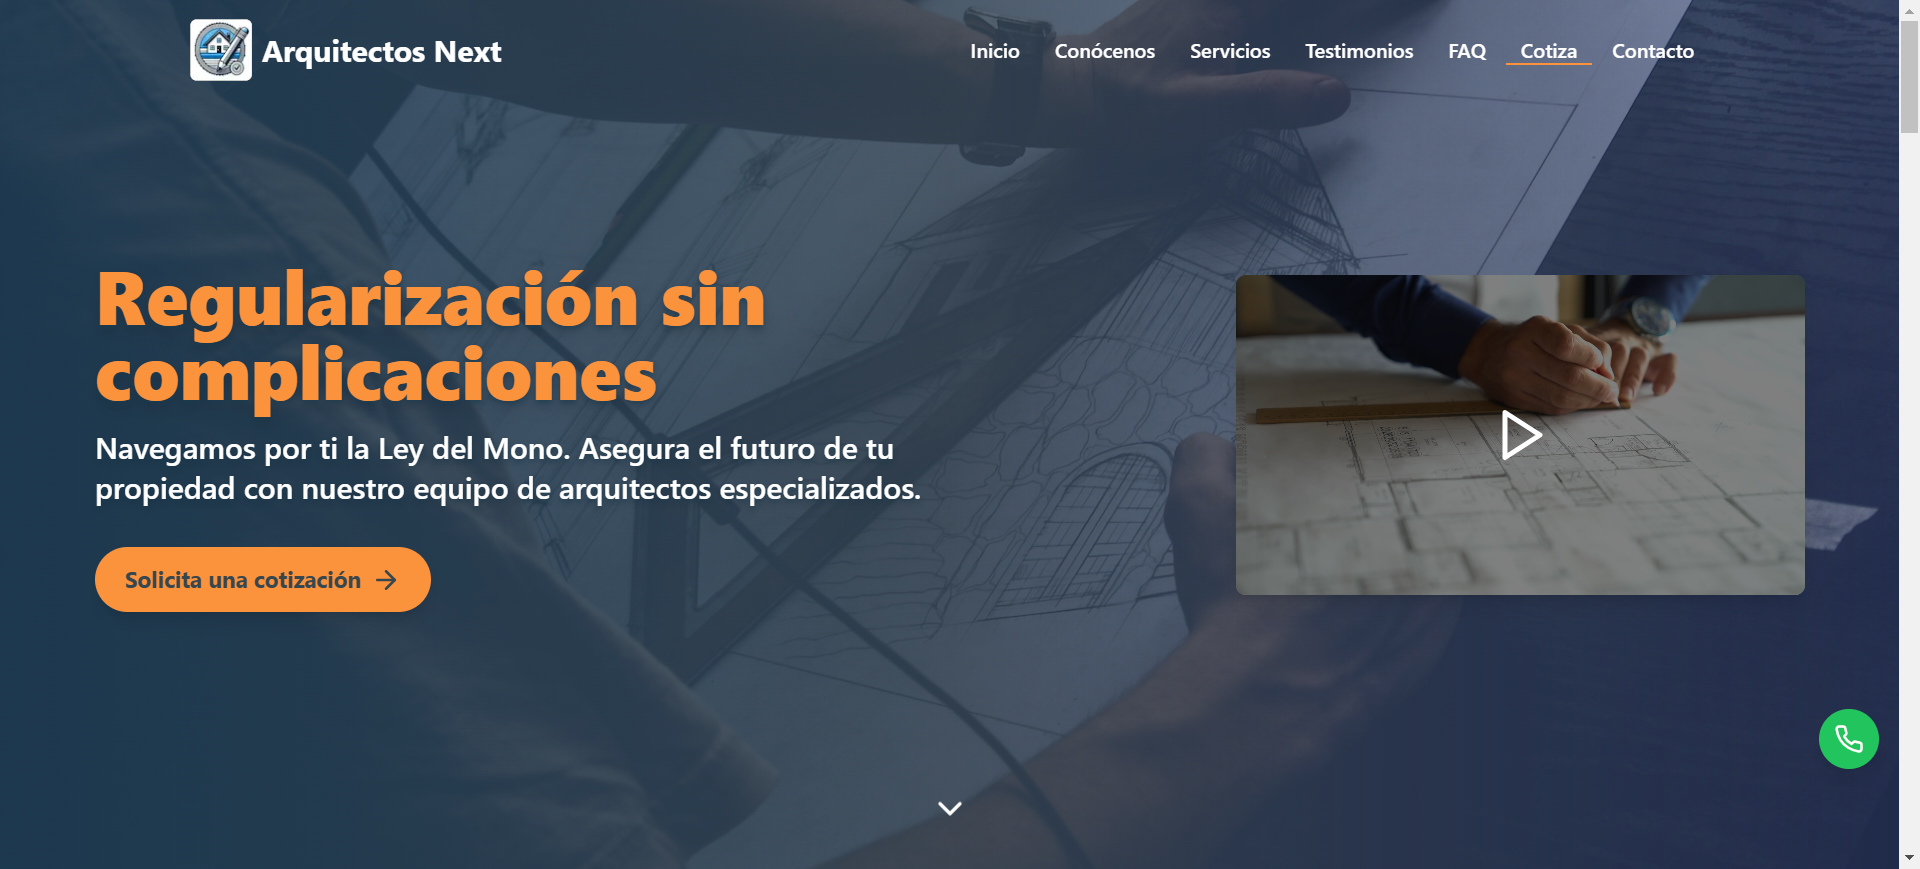 Arquitectos Next
Inicio Conócenos Servicios Testimonios FAQ Cotiza Contacto
Regularización sin
complicaciones
Navegamos por ti la Ley del Mono. Asegura el futuro de tu
propiedad con nuestro equipo de arquitectos especializados.
Solicita una cotización